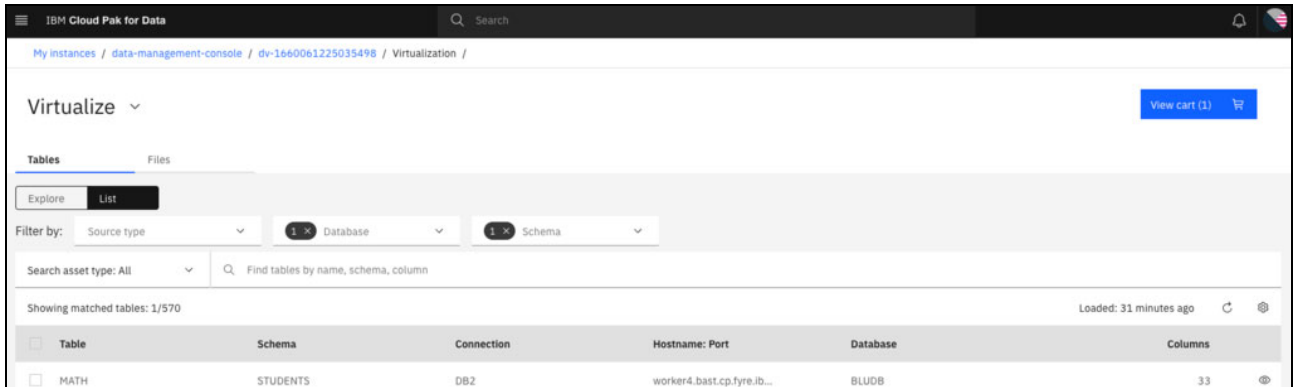 IBM Cloud Pak for Data Search
My instances / data-management-console / dv-1660061225035498 / Virtualization /
Virtualize View cart (1)
Tables Files
Explore List
Filter by: Source type 1 × Database 1 × Schema
Search asset type: All Find tables by name, schema, column
Showing matched tables: 1/570 Loaded: 31 minutes ago
Table Schema Connection Hostname: Port Database Columns
MATH STUDENTS DB2 worker4.bast.cp.fyre.ib... BLUDB 33